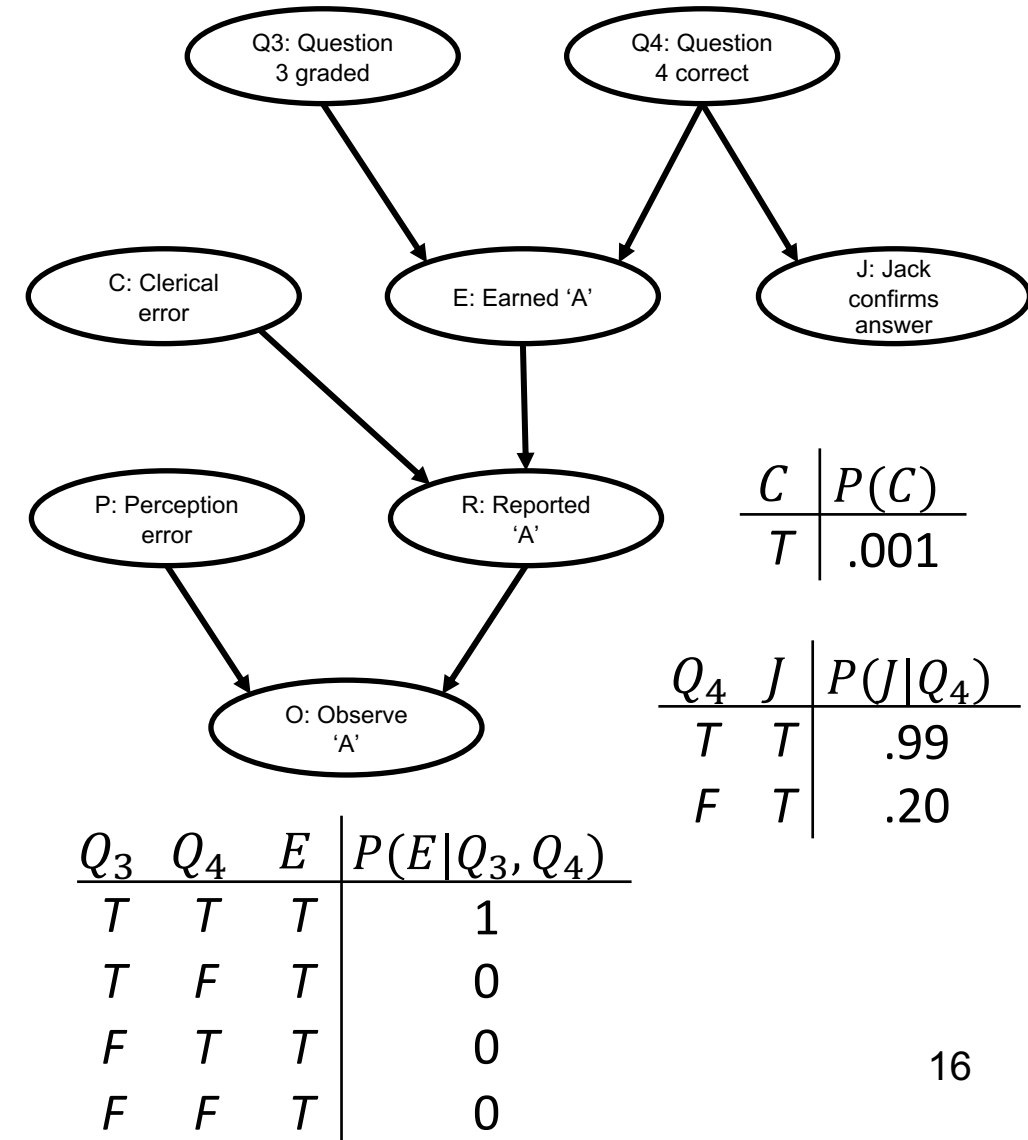 Q3: Question
3 graded
Q4: Question
4 correct
C: Clerical
error
E: Earned ‘A’
J: Jack
confirms
answer
P: Perception
error
R: Reported
‘A’
O: Observe
‘A’
C P(C)
T .001
Q₄ J P(J|Q₄)
T T .99
F T .20
Q₃ Q₄ E P(E|Q₃, Q₄)
T T T 1
T F T 0
F T T 0
F F T 0
16